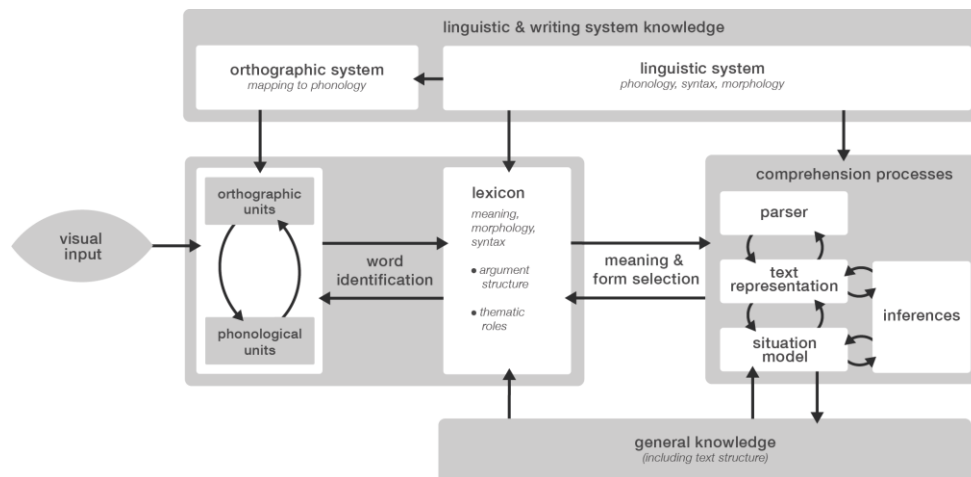 linguistic & writing system knowledge
orthographic system
mapping to phonology
linguistic system
phonology, syntax, morphology
visual
input
orthographic
units
phonological
units
word
identification
lexicon
meaning,
morphology,
syntax
• argument
structure
• thematic
roles
meaning &
form selection
comprehension processes
parser
text
representation
situation
model
inferences
general knowledge
(including text structure)